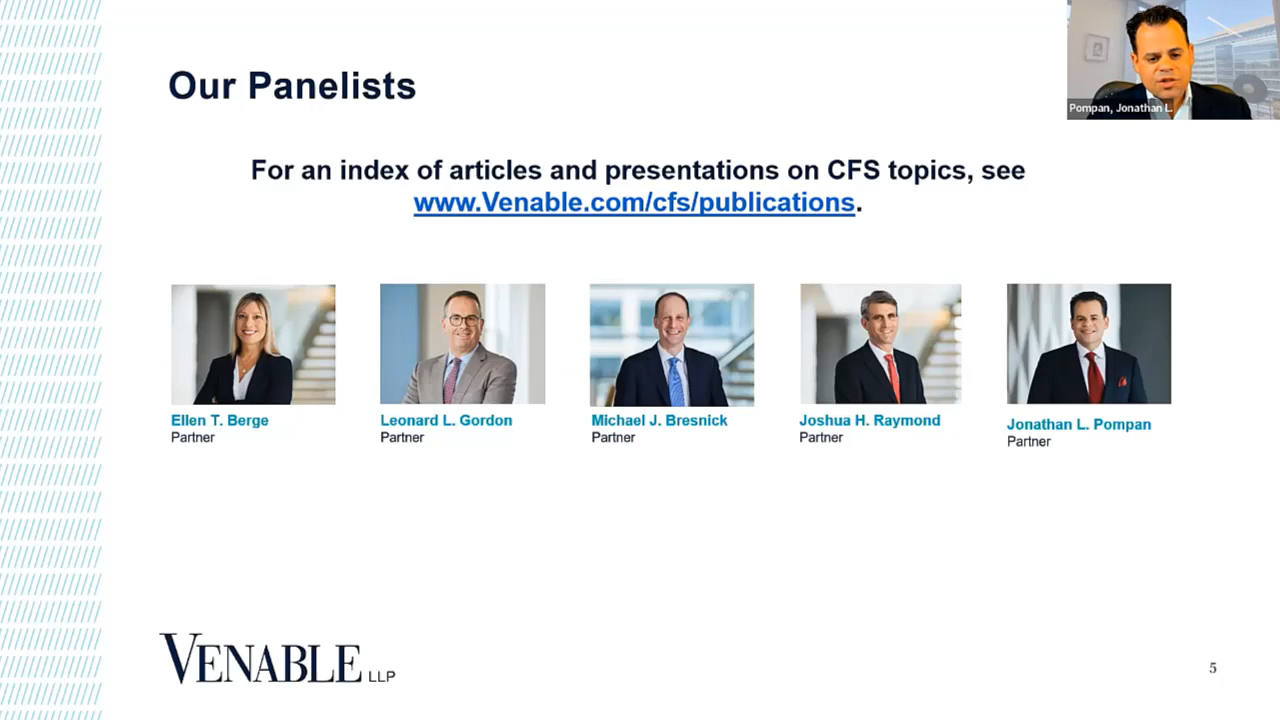 Our Panelists
Pompan, Jonathan L.
For an index of articles and presentations on CFS topics, see
www.Venable.com/cfs/publications.
Ellen T. Berge
Partner
Leonard L. Gordon
Partner
Michael J. Bresnick
Partner
Joshua H. Raymond
Partner
Jonathan L. Pompan
Partner
VENABLE LLP
5